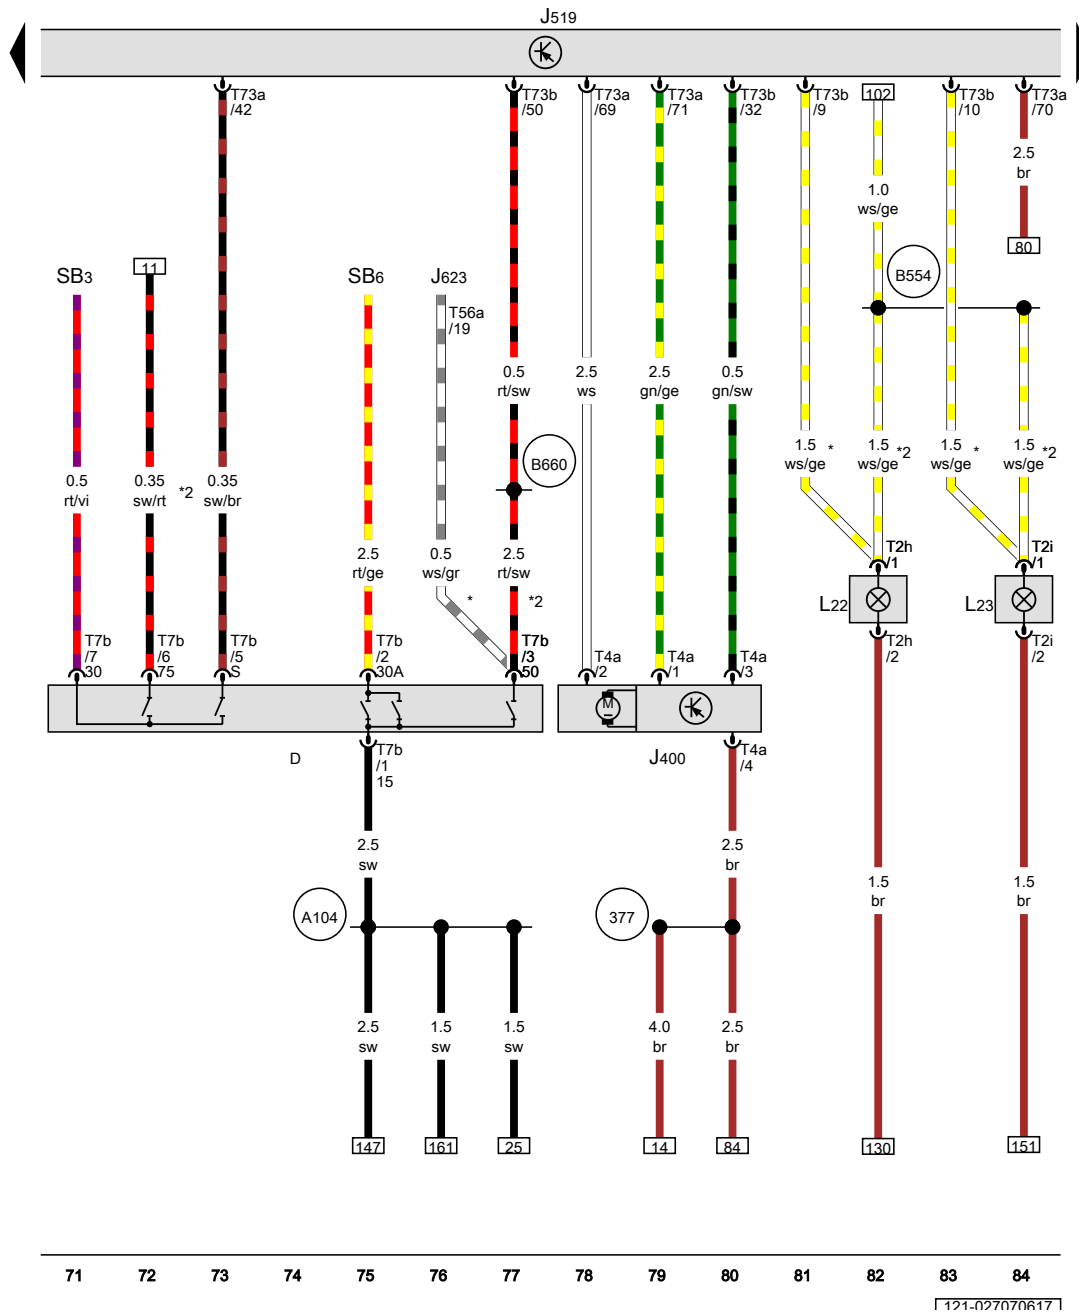 J519
T73a
/42
T73b
/50
T73a
/69
T73a
/71
T73b
/32
T73b
/9
102
T73b
/10
T73a
/70
2.5
br
1.0
ws/ge
80
B554
SB3
11
SB6
J623
T56a
/19
0.5
rt/sw
2.5
ws
2.5
gn/ge
0.5
gn/sw
B660
1.5
ws/ge
*
1.5
ws/ge
*2
1.5
ws/ge
*
1.5
ws/ge
*2
0.5
rt/vi
0.35
sw/rt
*2
0.35
sw/br
2.5
rt/ge
0.5
ws/gr
*
2.5
rt/sw
*2
T2h
/1
T2i
/1
L22
L23
T2h
/2
T2i
/2
T7b
/7
30
T7b
/6
75
T7b
/5
S
T7b
/2
30A
T7b
/3
50
T4a
/2
T4a
/1
T4a
/3
M
D
T7b
/1
15
J400
T4a
/4
2.5
sw
2.5
br
1.5
br
1.5
br
A104
377
2.5
sw
1.5
sw
1.5
sw
4.0
br
2.5
br
147
161
25
14
84
130
151
71 72 73 74 75 76 77 78 79 80 81 82 83 84
121-027070617